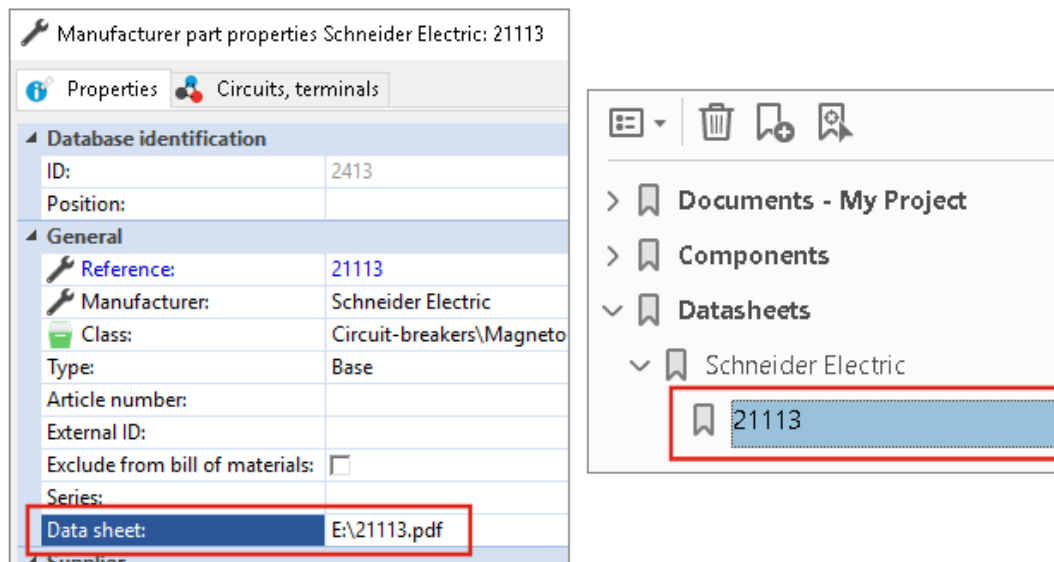 Manufacturer part properties Schneider Electric: 21113
Properties
Circuits, terminals
Database identification
ID: 2413
Position:
General
Reference: 21113
Manufacturer: Schneider Electric
Class: Circuit-breakers\Magneto
Type: Base
Article number:
External ID:
Exclude from bill of materials:
Series:
Data sheet: E:\21113.pdf
Supplier
Documents - My Project
Components
Datasheets
Schneider Electric
21113